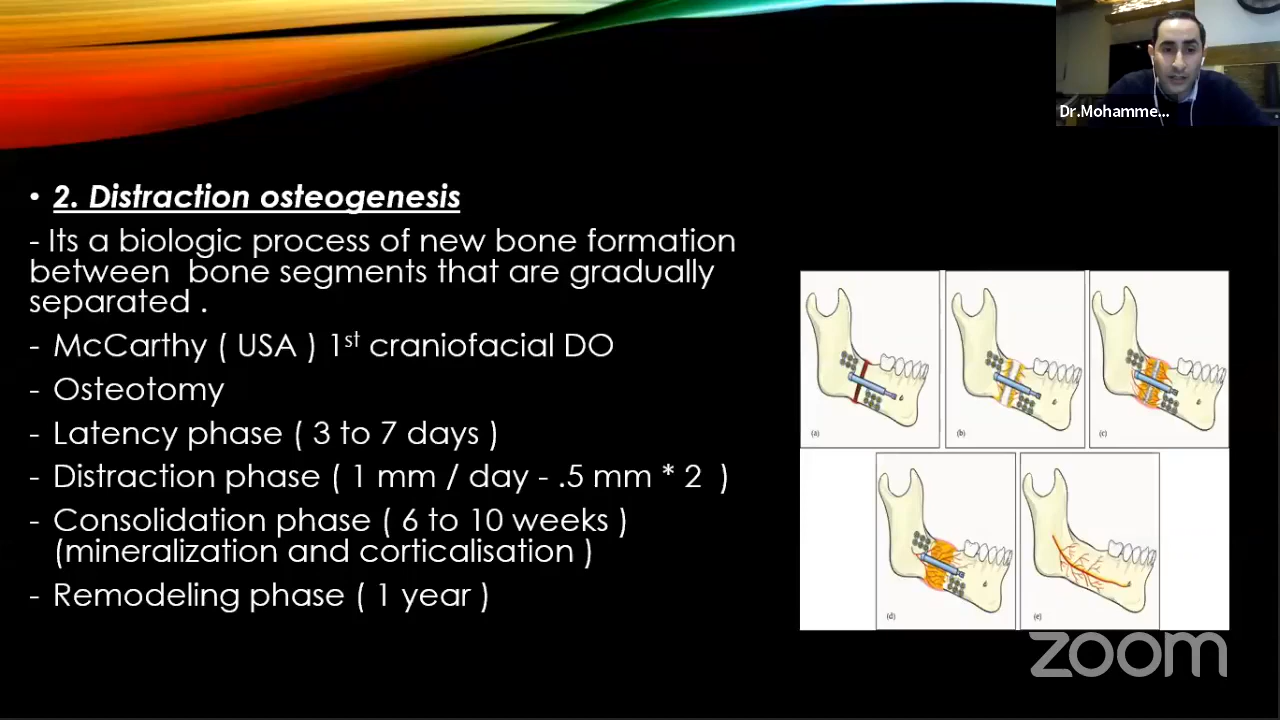 Dr.Mohamme...
• 2. Distraction osteogenesis
- Its a biologic process of new bone formation
between bone segments that are gradually
separated .
- McCarthy ( USA ) 1st craniofacial DO
- Osteotomy
- Latency phase ( 3 to 7 days )
- Distraction phase ( 1 mm / day - .5 mm * 2 )
- Consolidation phase ( 6 to 10 weeks )
(mineralization and corticalisation )
- Remodeling phase ( 1 year )
(a)
(b)
(c)
(d)
(e)
zoom